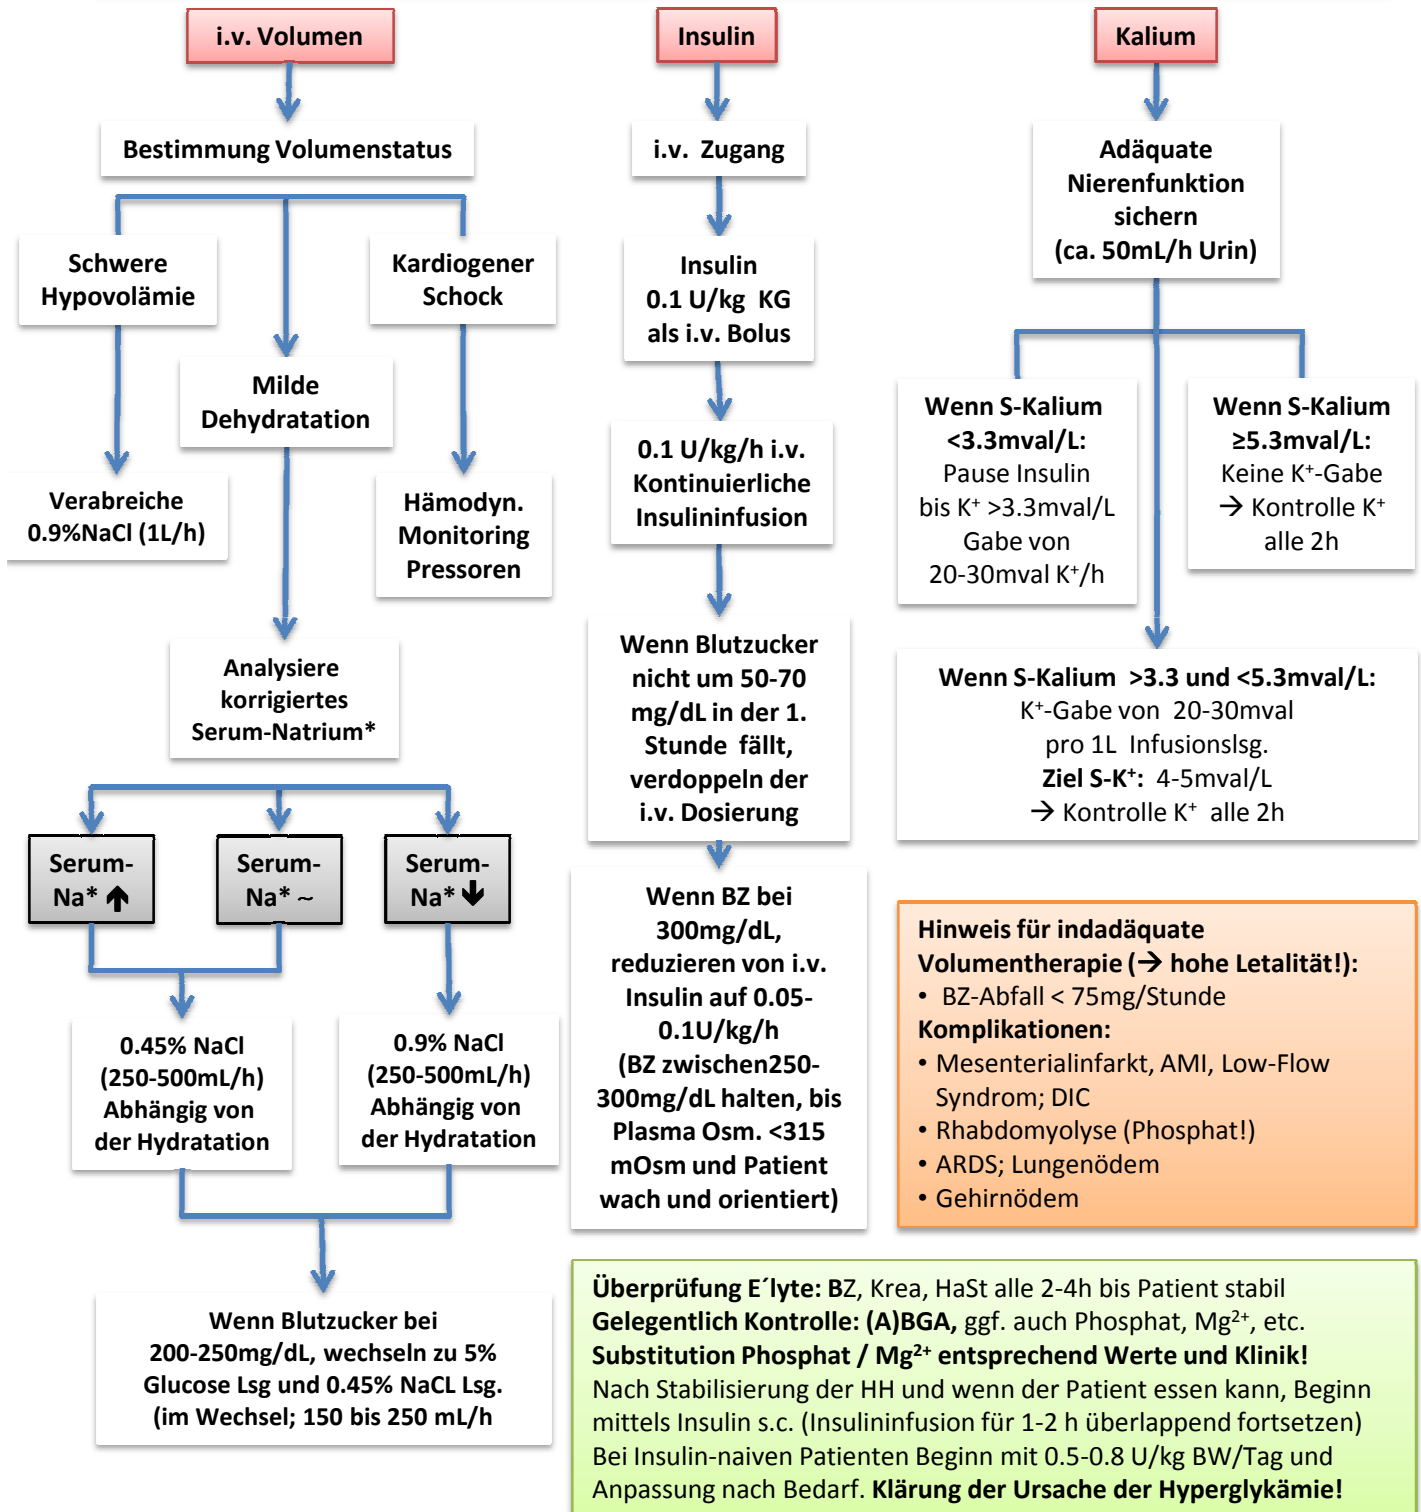 i.v. Volumen
Bestimmung Volumenstatus
Schwere
Hypovolämie
Kardiogener
Schock
Milde
Dehydratation
Verabreiche
0.9%NaCl (1L/h)
Hämodyn.
Monitoring
Pressoren
Analysiere
korrigiertes
Serum-Natrium*
Serum-
Na* ↑
Serum-
Na* ~
Serum-
Na* ↓
0.45% NaCl
(250-500mL/h)
Abhängig von
der Hydratation
0.9% NaCl
(250-500mL/h)
Abhängig von
der Hydratation
Wenn Blutzucker bei
200-250mg/dL, wechseln zu 5%
Glucose Lsg und 0.45% NaCL Lsg.
(im Wechsel; 150 bis 250 mL/h
Insulin
i.v. Zugang
Insulin
0.1 U/kg KG
als i.v. Bolus
0.1 U/kg/h i.v.
Kontinuierliche
Insulininfusion
Wenn Blutzucker
nicht um 50-70
mg/dL in der 1.
Stunde fällt,
verdoppeln der
i.v. Dosierung
Wenn BZ bei
300mg/dL,
reduzieren von i.v.
Insulin auf 0.05-
0.1U/kg/h
(BZ zwischen250-
300mg/dL halten, bis
Plasma Osm. <315
mOsm und Patient
wach und orientiert)
Kalium
Adäquate
Nierenfunktion
sichern
(ca. 50mL/h Urin)
Wenn S-Kalium
<3.3mval/L:
Pause Insulin
bis K⁺ >3.3mval/L
Gabe von
20-30mval K⁺/h
Wenn S-Kalium
≥5.3mval/L:
Keine K⁺-Gabe
→ Kontrolle K⁺
alle 2h
Wenn S-Kalium >3.3 und <5.3mval/L:
K⁺-Gabe von 20-30mval
pro 1L Infusionslsg.
Ziel S-K⁺: 4-5mval/L
→ Kontrolle K⁺ alle 2h
Hinweis für indadäquate
Volumentherapie (→ hohe Letalität!):
• BZ-Abfall < 75mg/Stunde
Komplikationen:
• Mesenterialinfarkt, AMI, Low-Flow
Syndrom; DIC
• Rhabdomyolyse (Phosphat!)
• ARDS; Lungenödem
• Gehirnödem
Überprüfung E´lyte: BZ, Krea, HaSt alle 2-4h bis Patient stabil
Gelegentlich Kontrolle: (A)BGA, ggf. auch Phosphat, Mg²⁺, etc.
Substitution Phosphat / Mg²⁺ entsprechend Werte und Klinik!
Nach Stabilisierung der HH und wenn der Patient essen kann, Beginn
mittels Insulin s.c. (Insulininfusion für 1-2 h überlappend fortsetzen)
Bei Insulin-naiven Patienten Beginn mit 0.5-0.8 U/kg BW/Tag und
Anpassung nach Bedarf. Klärung der Ursache der Hyperglykämie!